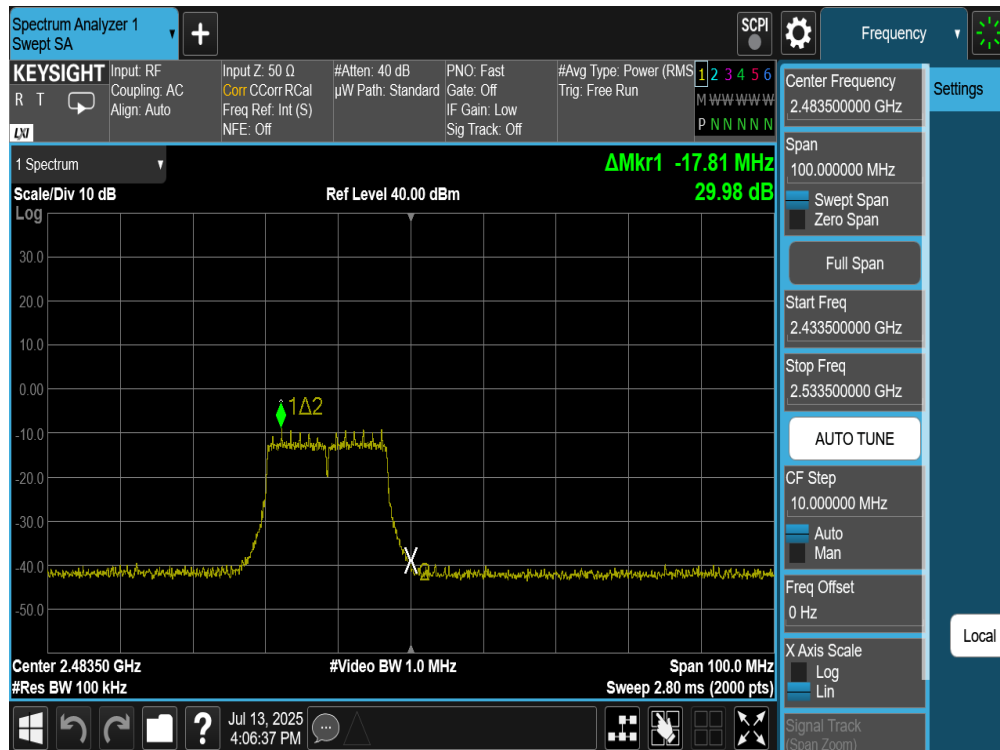 Spectrum Analyzer 1
Swept SA
+
SCPI
Frequency
KEYSIGHT
R T
LXI
Input: RF
Coupling: AC
Align: Auto
Input Z: 50 Ω
Corr CCorr RCal
Freq Ref: Int (S)
NFE: Off
#Atten: 40 dB
µW Path: Standard
PNO: Fast
Gate: Off
IF Gain: Low
Sig Track: Off
#Avg Type: Power (RMS
Trig: Free Run
1 2 3 4 5 6
M W W W W W
P N N N N N
1 Spectrum
ΔMkr1 -17.81 MHz
29.98 dB
Scale/Div 10 dB
Ref Level 40.00 dBm
Log
30.0
20.0
10.0
0.00
1Δ2
-10.0
-20.0
-30.0
-40.0
X2
-50.0
Center 2.48350 GHz
#Video BW 1.0 MHz
Span 100.0 MHz
#Res BW 100 kHz
Sweep 2.80 ms (2000 pts)
Center Frequency
2.483500000 GHz
Settings
Span
100.000000 MHz
Swept Span
Zero Span
Full Span
Start Freq
2.433500000 GHz
Stop Freq
2.533500000 GHz
AUTO TUNE
CF Step
10.000000 MHz
Auto
Man
Freq Offset
0 Hz
Local
X Axis Scale
Log
Lin
Signal Track
(Span Zoom)
?
Jul 13, 2025
4:06:37 PM